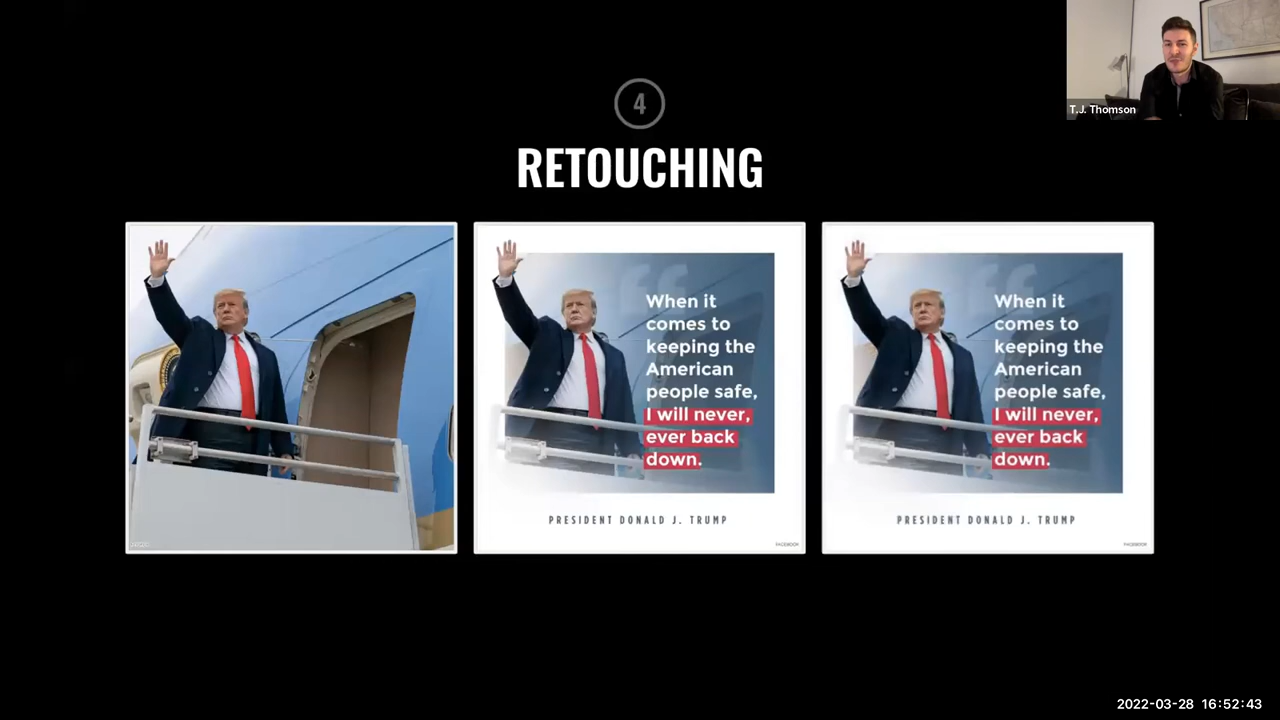 T.J. Thomson
4
RETOUCHING
When it
comes to
keeping the
American
people safe,
I will never,
ever back
down.
PRESIDENT DONALD J. TRUMP
FACEBOOK
When it
comes to
keeping the
American
people safe,
I will never,
ever back
down.
PRESIDENT DONALD J. TRUMP
FACEBOOK
2022-03-28 16:52:43